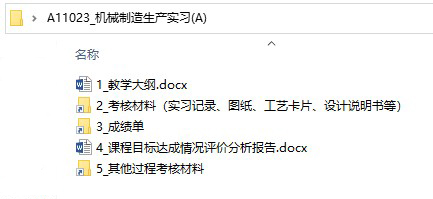 A11023_机械制造生产实习(A)
名称
1_教学大纲.docx
2_考核材料（实习记录、图纸、工艺卡片、设计说明书等）
3_成绩单
4_课程目标达成情况评价分析报告.docx
5_其他过程考核材料